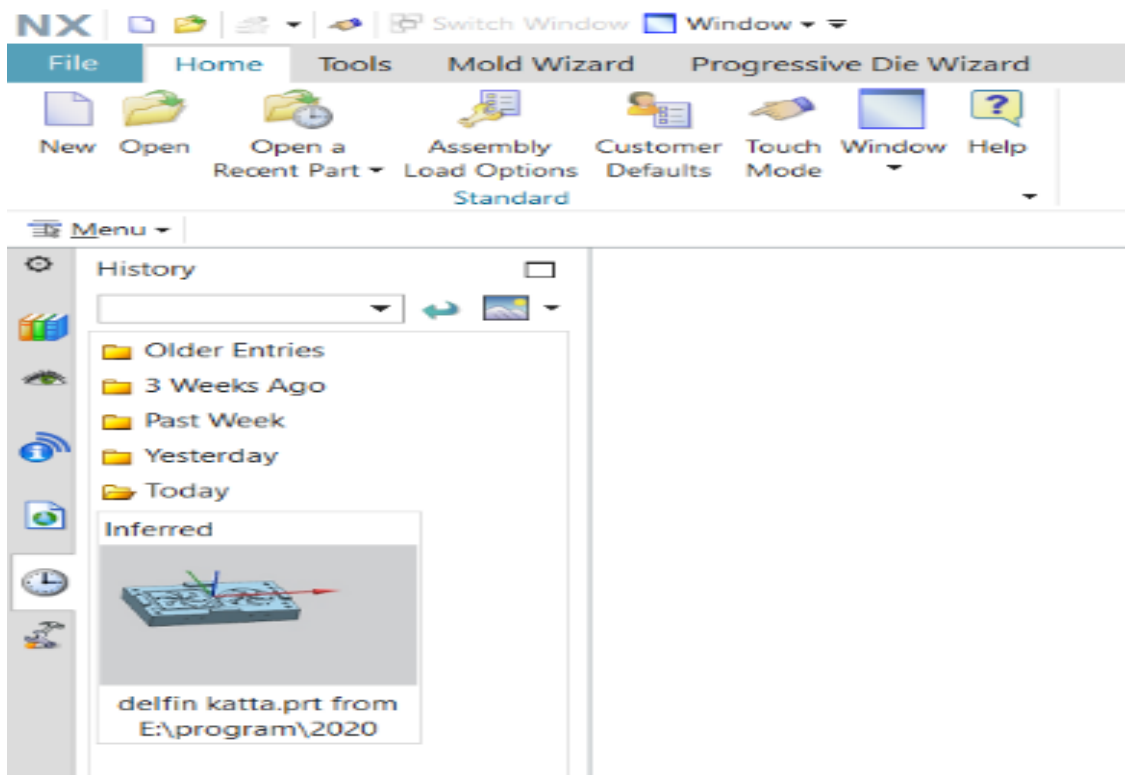 NX Switch Window Window
File Home Tools Mold Wizard Progressive Die Wizard
New Open Open a Recent Part Assembly Load Options Customer Defaults Touch Mode Window Help
Standard
Menu
History
Older Entries
3 Weeks Ago
Past Week
Yesterday
Today
Inferred
delfin katta.prt from
E:\program\2020